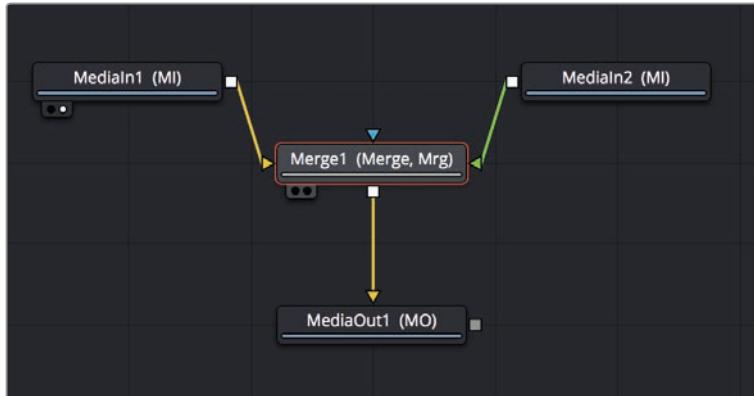 MediaIn1 (MI)
MediaIn2 (MI)
Merge1 (Merge, Mrg)
MediaOut1 (MO)